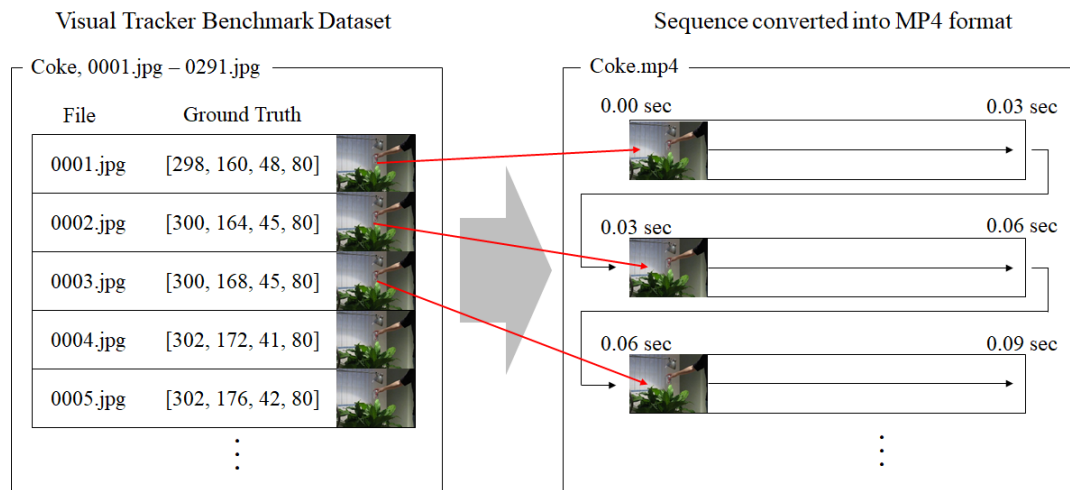 Visual Tracker Benchmark Dataset
Coke, 0001.jpg – 0291.jpg
File Ground Truth
0001.jpg [298, 160, 48, 80]
0002.jpg [300, 164, 45, 80]
0003.jpg [300, 168, 45, 80]
0004.jpg [302, 172, 41, 80]
0005.jpg [302, 176, 42, 80]
Sequence converted into MP4 format
Coke.mp4
0.00 sec 0.03 sec
0.03 sec 0.06 sec
0.06 sec 0.09 sec